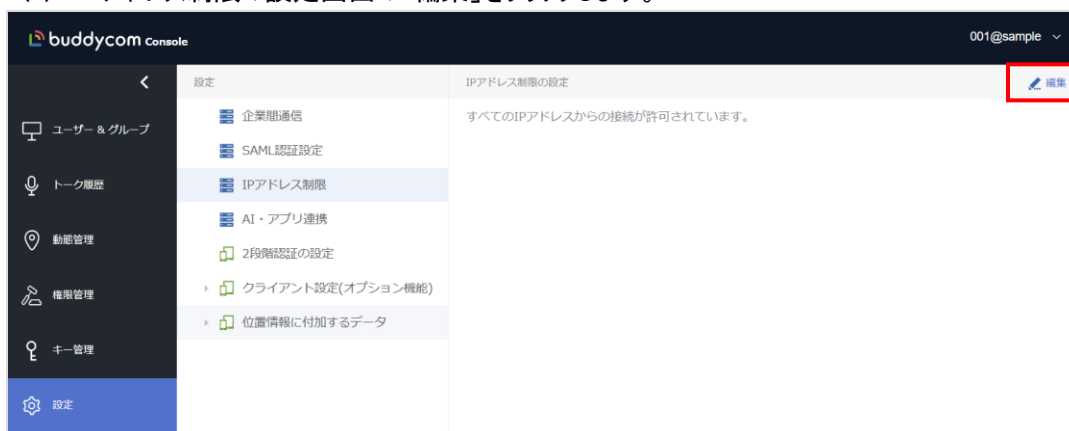 buddycom Console
001@sample
設定
IPアドレス制限の設定
編集
企業間通信
すべてのIPアドレスからの接続が許可されています。
ユーザー & グループ
SAML認証設定
トーク履歴
IPアドレス制限
AI・アプリ連携
動態管理
2段階認証の設定
権限管理
クライアント設定(オプション機能)
位置情報に付加するデータ
キー管理
設定